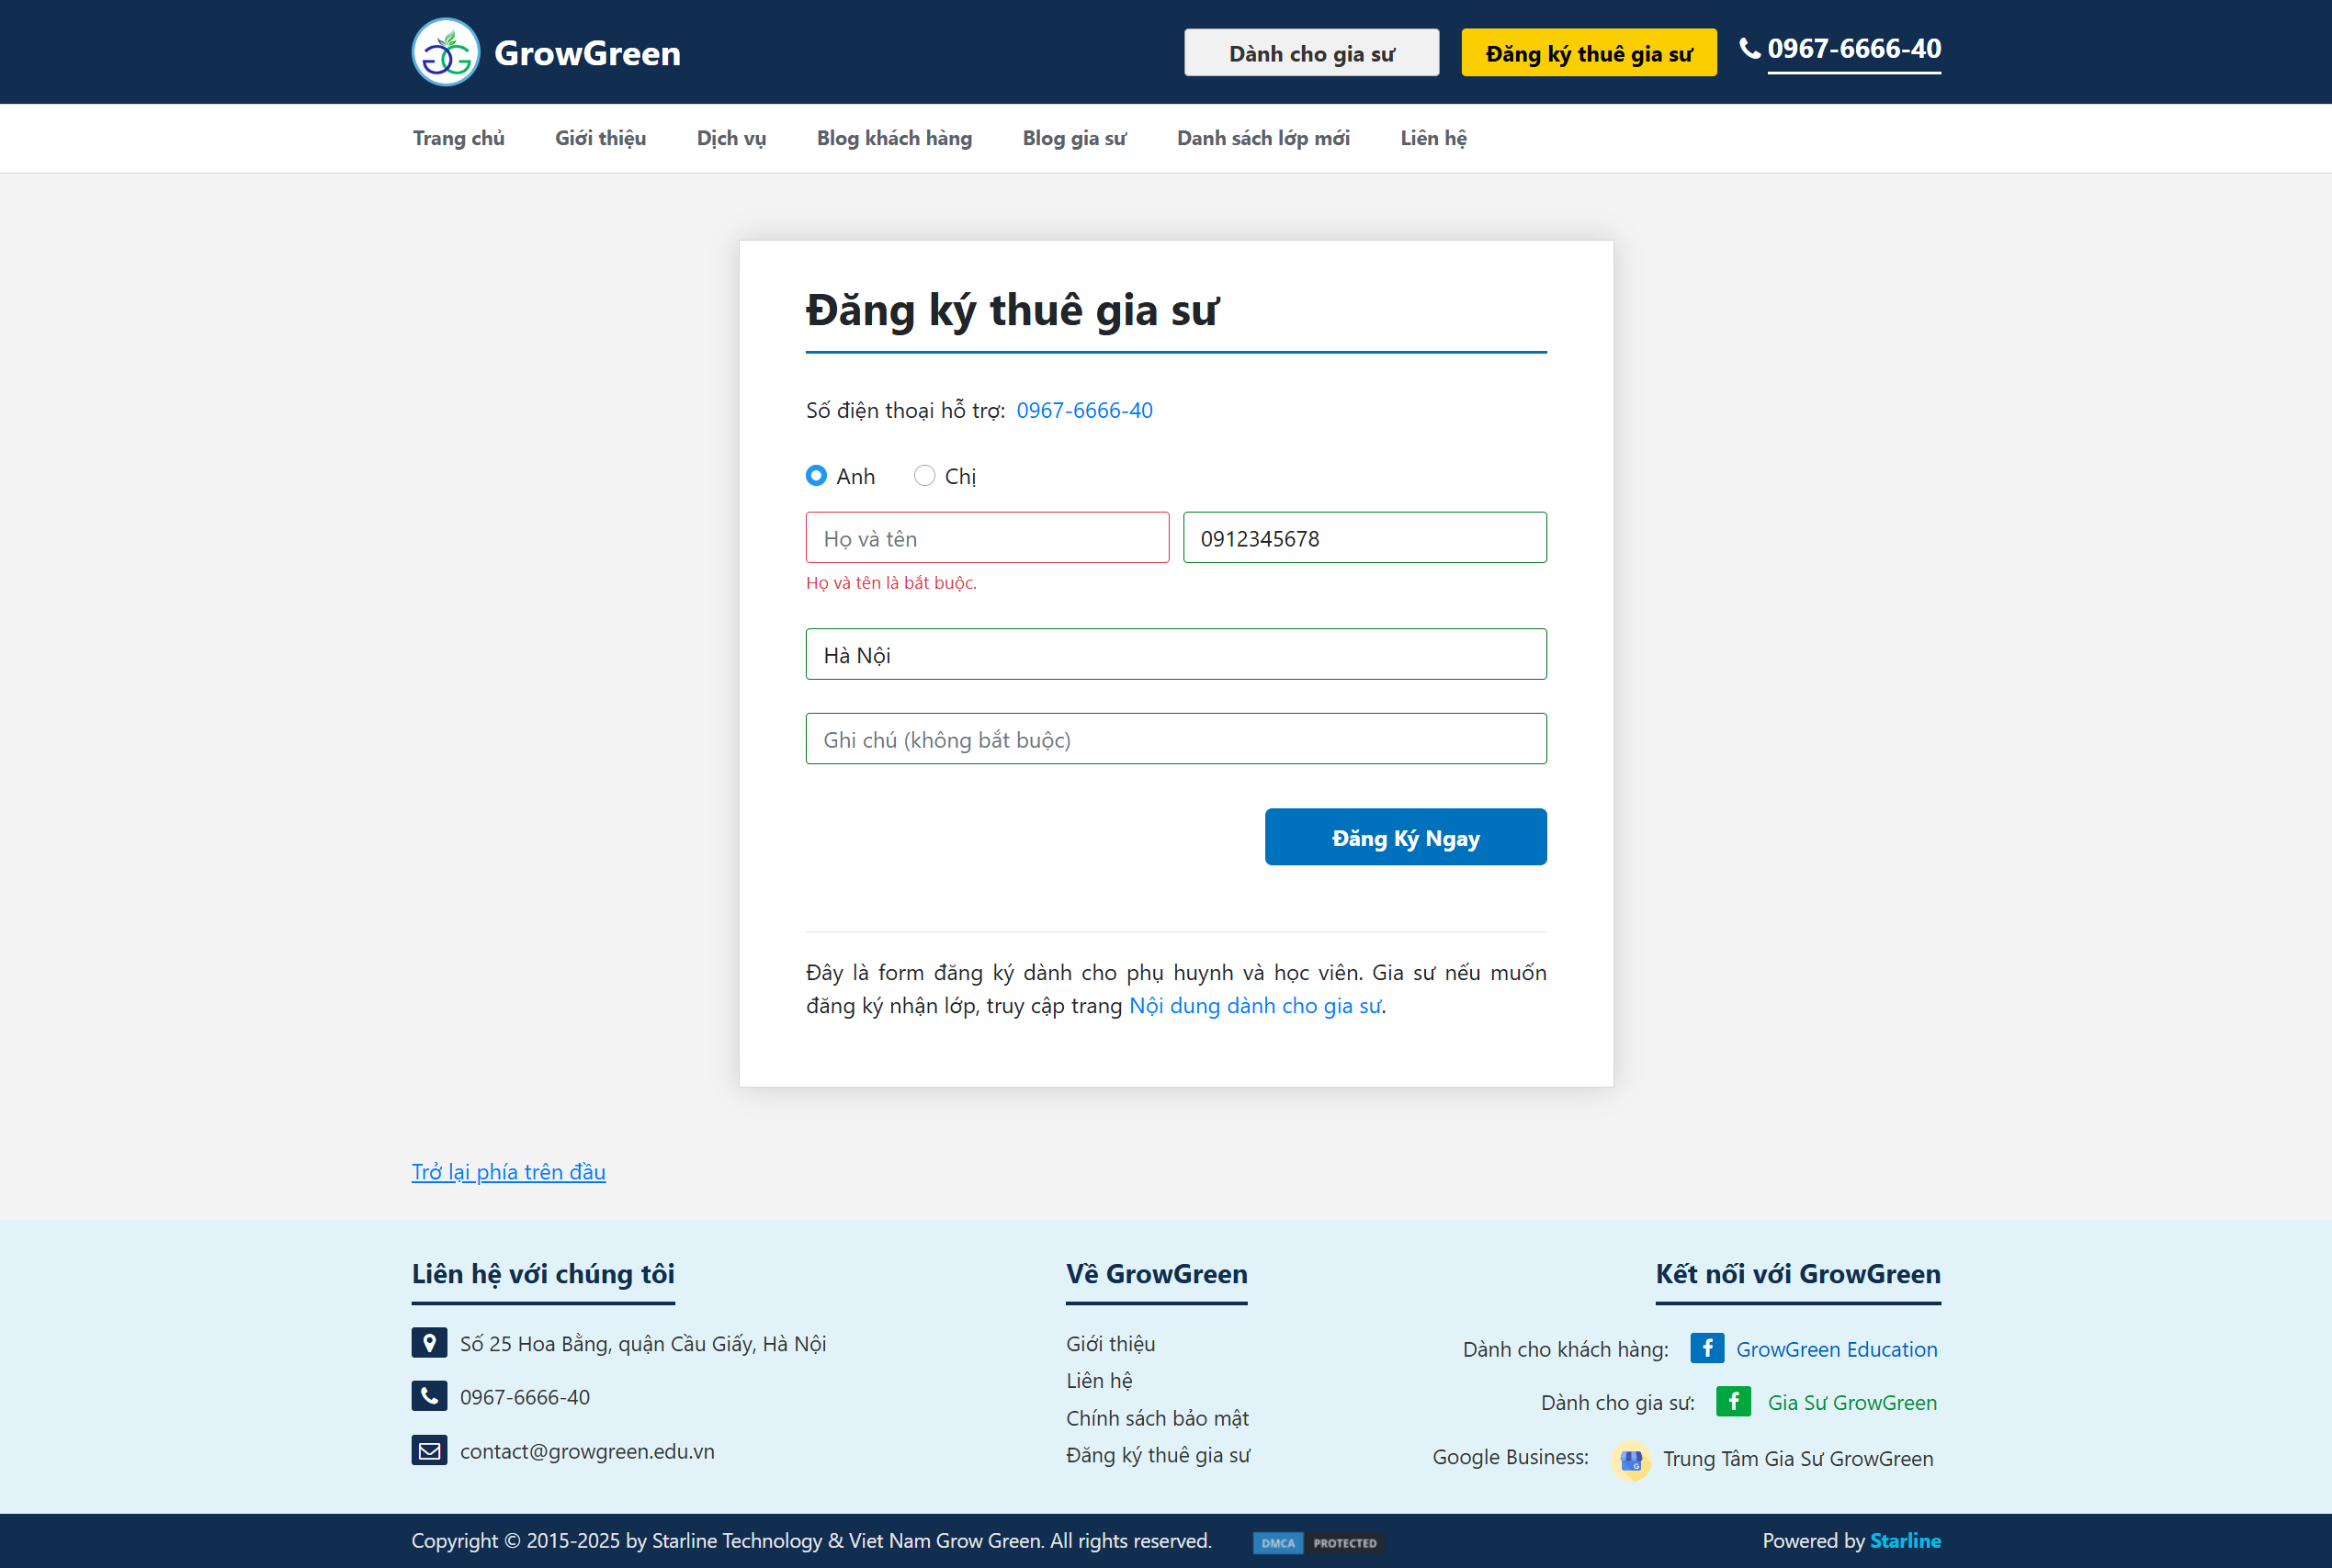 GrowGreen
Dành cho gia sư
Đăng ký thuê gia sư
0967-6666-40
Trang chủ
Giới thiệu
Dịch vụ
Blog khách hàng
Blog gia sư
Danh sách lớp mới
Liên hệ
Đăng ký thuê gia sư
Số điện thoại hỗ trợ: 0967-6666-40
Anh
Chị
Họ và tên
0912345678
Họ và tên là bắt buộc.
Hà Nội
Ghi chú (không bắt buộc)
Đăng Ký Ngay
Đây là form đăng ký dành cho phụ huynh và học viên. Gia sư nếu muốn
đăng ký nhận lớp, truy cập trang Nội dung dành cho gia sư.
Trở lại phía trên đầu
Liên hệ với chúng tôi
Số 25 Hoa Bằng, quận Cầu Giấy, Hà Nội
0967-6666-40
contact@growgreen.edu.vn
Về GrowGreen
Giới thiệu
Liên hệ
Chính sách bảo mật
Đăng ký thuê gia sư
Kết nối với GrowGreen
Dành cho khách hàng: GrowGreen Education
Dành cho gia sư: Gia Sư GrowGreen
Google Business: Trung Tâm Gia Sư GrowGreen
Copyright © 2015-2025 by Starline Technology & Viet Nam Grow Green. All rights reserved.
DMCA PROTECTED
Powered by Starline